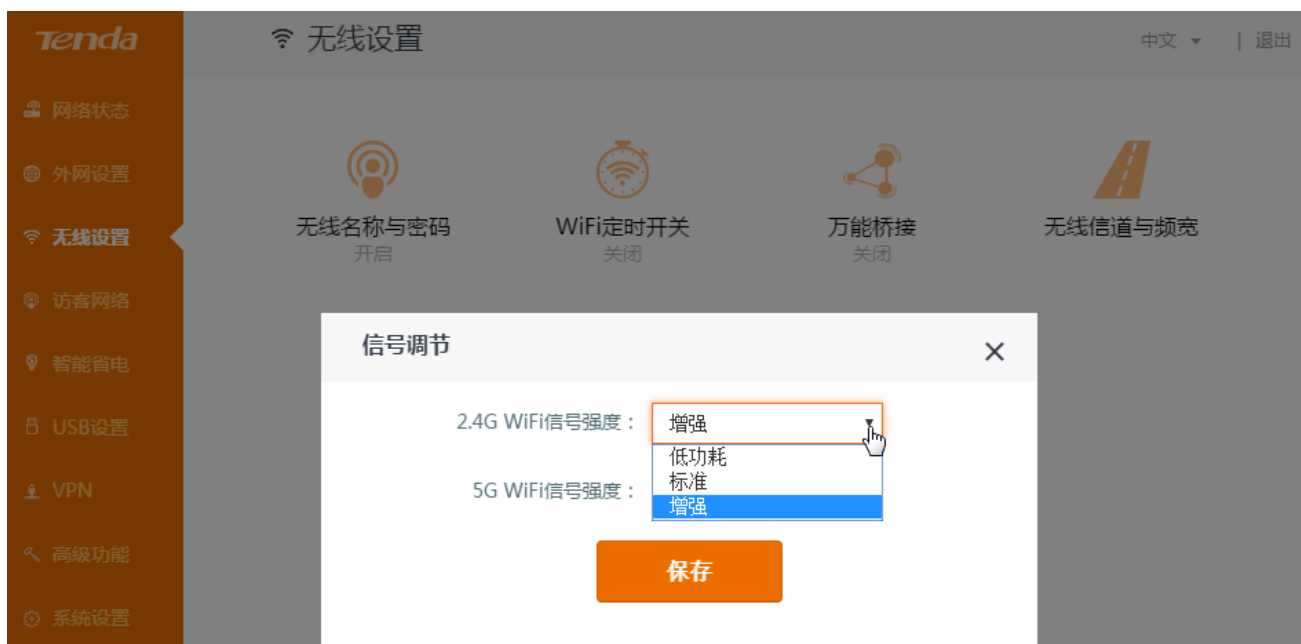 Tenda
无线设置
中文
| 退出
网络状态
外网设置
无线设置
访客网络
智能省电
USB设置
VPN
高级功能
系统设置
无线名称与密码
开启
WiFi定时开关
关闭
万能桥接
关闭
无线信道与频宽
信号调节
2.4G WiFi信号强度：
增强
低功耗
标准
增强
5G WiFi信号强度：
保存